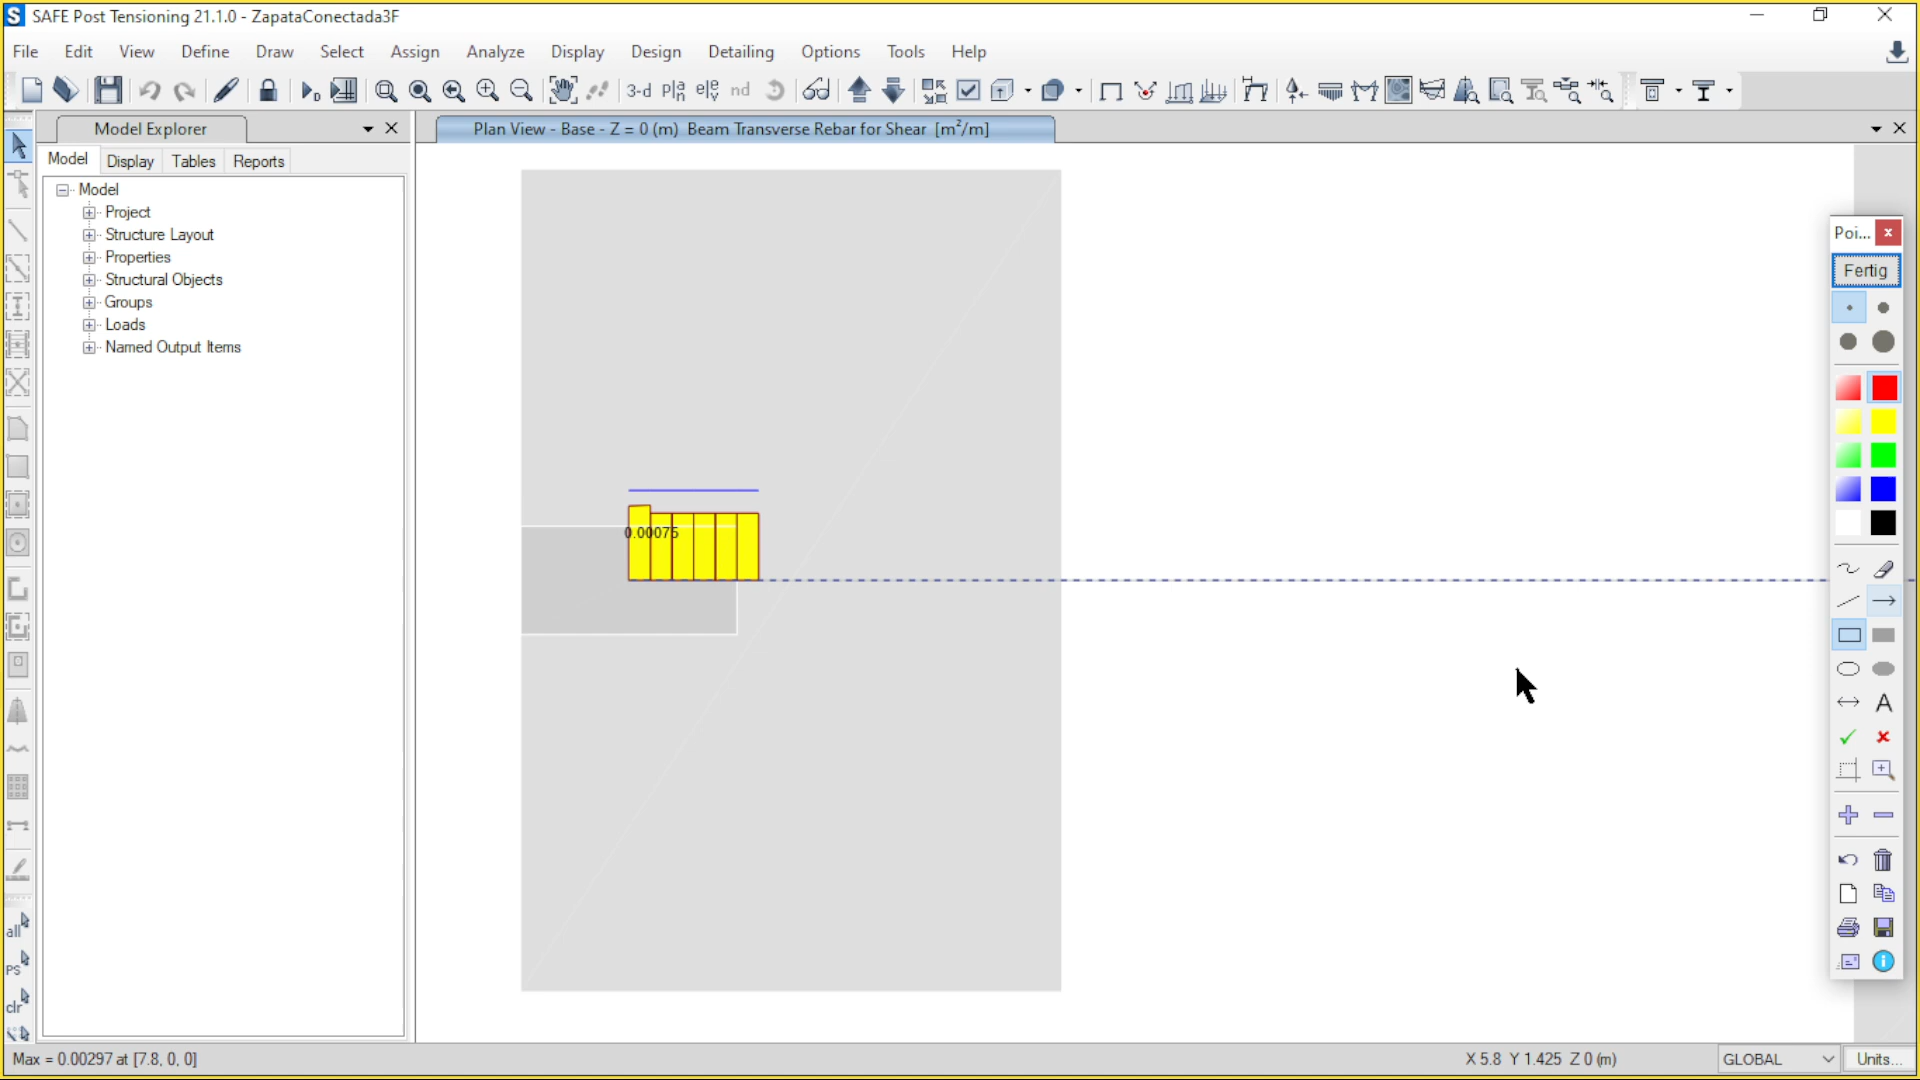 SAFE Post Tensioning 21.1.0 - ZapataConectada3F
File Edit View Define Draw Select Assign Analyze Display Design Detailing Options Tools Help
3-d pla̲n ele̲v nd
Model Explorer
Plan View - Base - Z = 0 (m) Beam Transverse Rebar for Shear [m²/m]
Model Display Tables Reports
Model
Project
Structure Layout
Properties
Structural Objects
Groups
Loads
Named Output Items
0.00075
Poi...
Fertig
A
all
PS
clr
Max = 0.00297 at [7.8, 0, 0]
X 5.8 Y 1.425 Z 0 (m)
GLOBAL
Units...